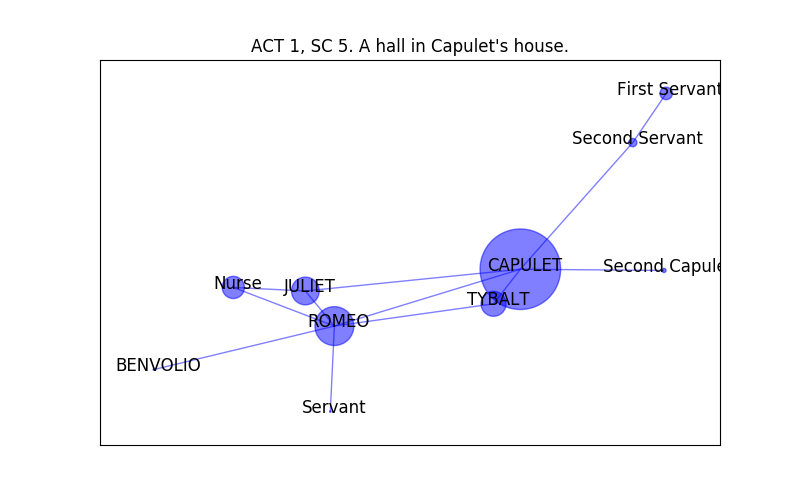 ACT 1, SC 5. A hall in Capulet's house.
First Servant
Second Servant
CAPULET
Second Capule
Nurse
JULIET
TYBALT
ROMEO
BENVOLIO
Servant